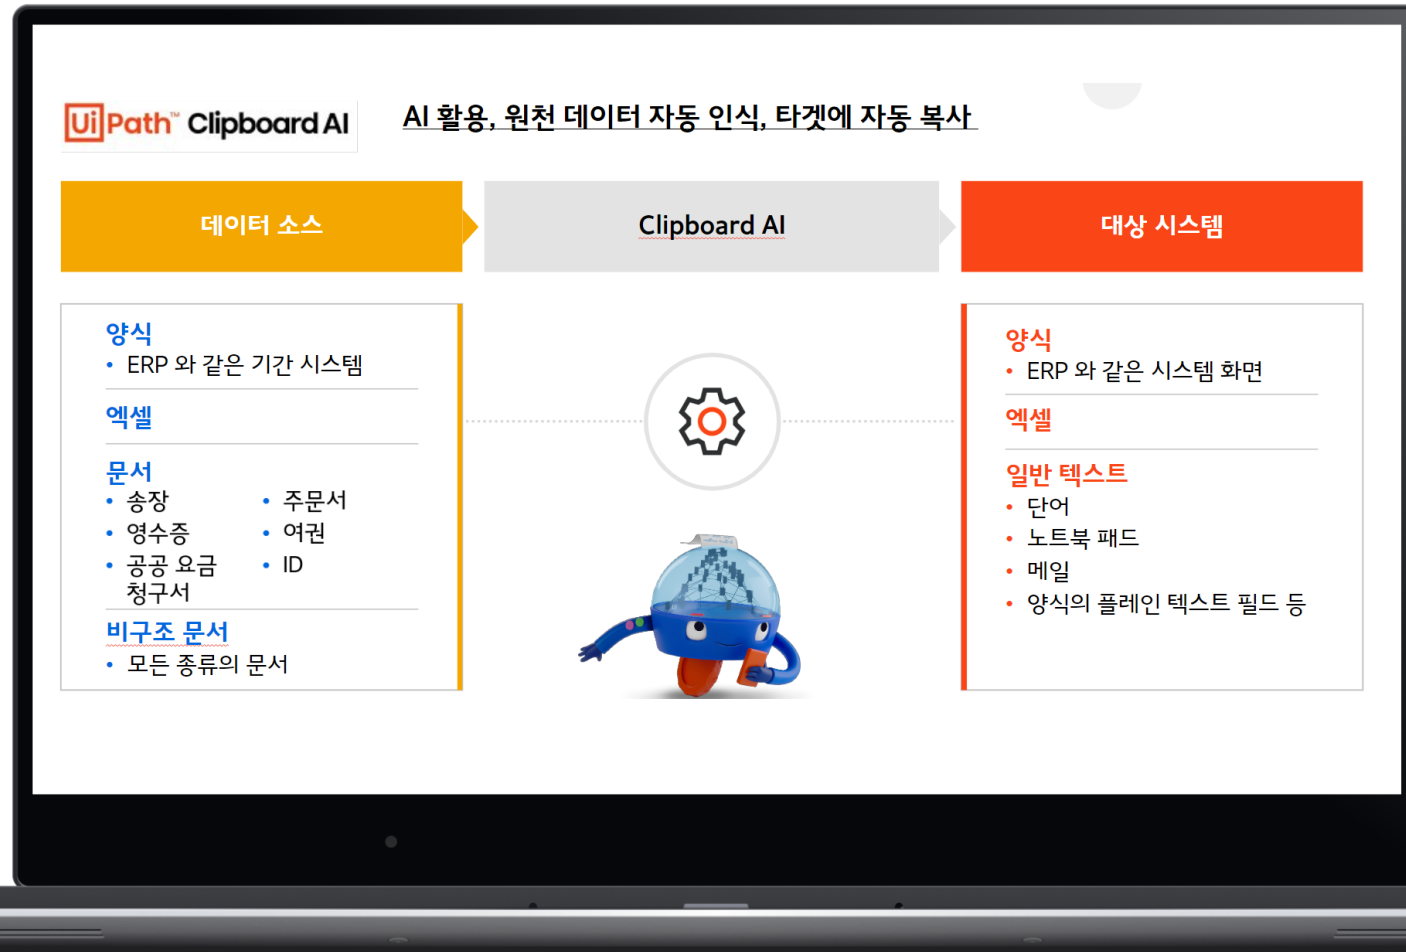 UiPath™ Clipboard AI
AI 활용, 원천 데이터 자동 인식, 타겟에 자동 복사
데이터 소스
Clipboard AI
대상 시스템
양식
• ERP 와 같은 기간 시스템
엑셀
문서
• 송장
• 영수증
• 공공 요금
청구서
• 주문서
• 여권
• ID
비구조 문서
• 모든 종류의 문서
양식
• ERP 와 같은 시스템 화면
엑셀
일반 텍스트
• 단어
• 노트북 패드
• 메일
• 양식의 플레인 텍스트 필드 등